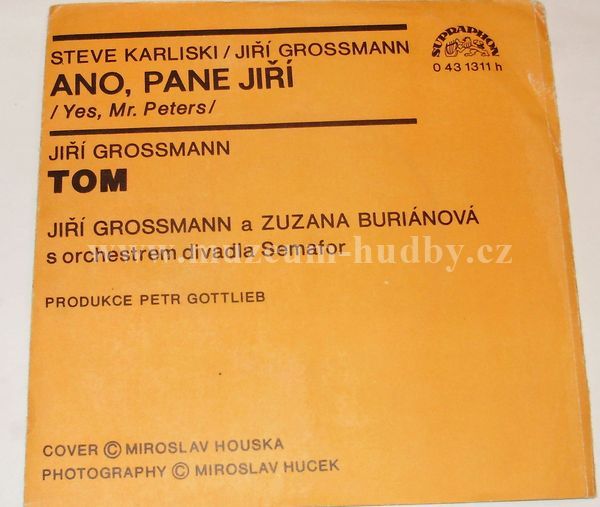 STEVE KARLISKI / JIŘÍ GROSSMANN
ANO, PANE JIŘÍ
/ Yes, Mr. Peters /
SUPRAPHON
0 43 1311 h
JIŘÍ GROSSMANN
TOM
JIŘÍ GROSSMANN a ZUZANA BURIÁNOVÁ
s orchestrem divadla Semafor
www.muzeum-hudby.cz
PRODUKCE PETR GOTTLIEB
COVER © MIROSLAV HOUSKA
PHOTOGRAPHY © MIROSLAV HUCEK